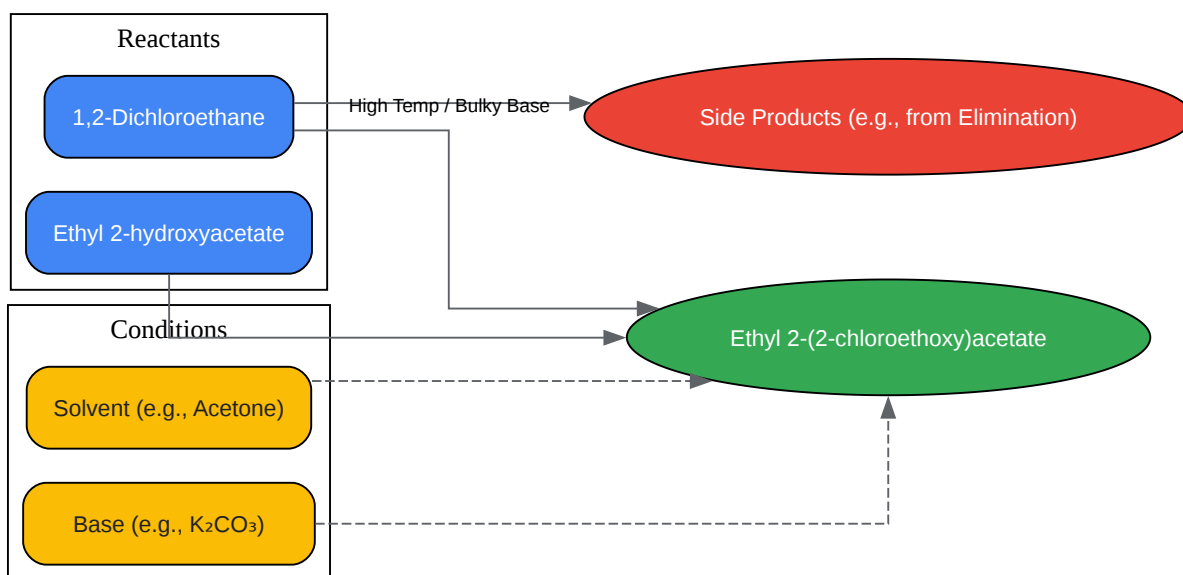 Reactants
1,2-Dichloroethane
High Temp / Bulky Base
Side Products (e.g., from Elimination)
Ethyl 2-hydroxyacetate
Conditions
Ethyl 2-(2-chloroethoxy)acetate
Solvent (e.g., Acetone)
Base (e.g., K₂CO₃)